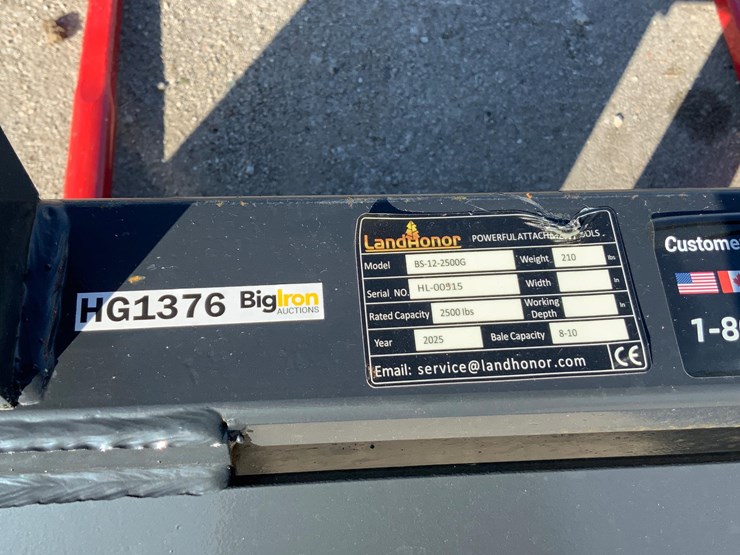 HG1376 BigIron
AUCTIONS
LandHonor POWERFUL ATTACHMENT TOOLS
Model BS-12-2500G Weight 210 lbs
Serial NO. HL-00515 Width in
Rated Capacity 2500 lbs Working Depth in
Year 2025 Bale Capacity 8-10
Email: service@landhonor.com CE
Custome
1-8